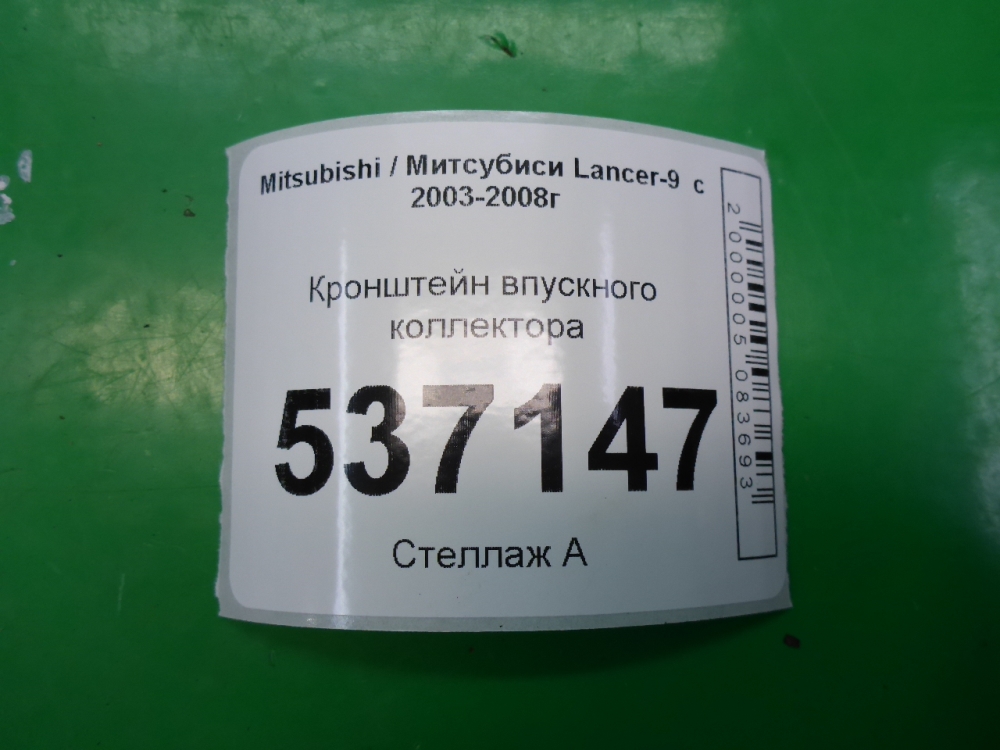 Mitsubishi / Митсубиси Lancer-9 с
2003-2008г
Кронштейн впускного
коллектора
537147
Стеллаж А
2000005083693